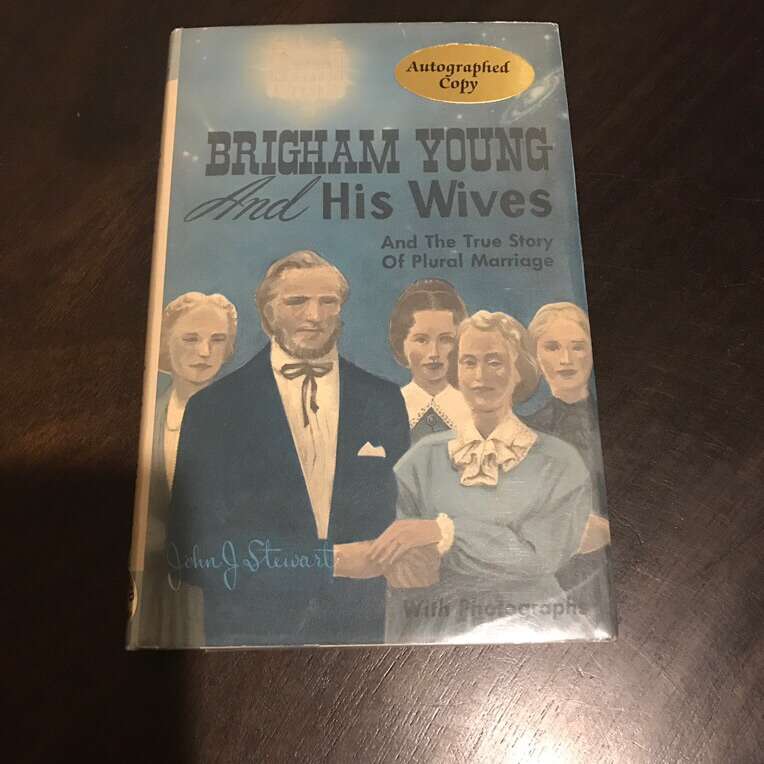 Autographed
Copy
BRIGHAM YOUNG
And His Wives
And The True Story
Of Plural Marriage
John J Stewart
With Photographs